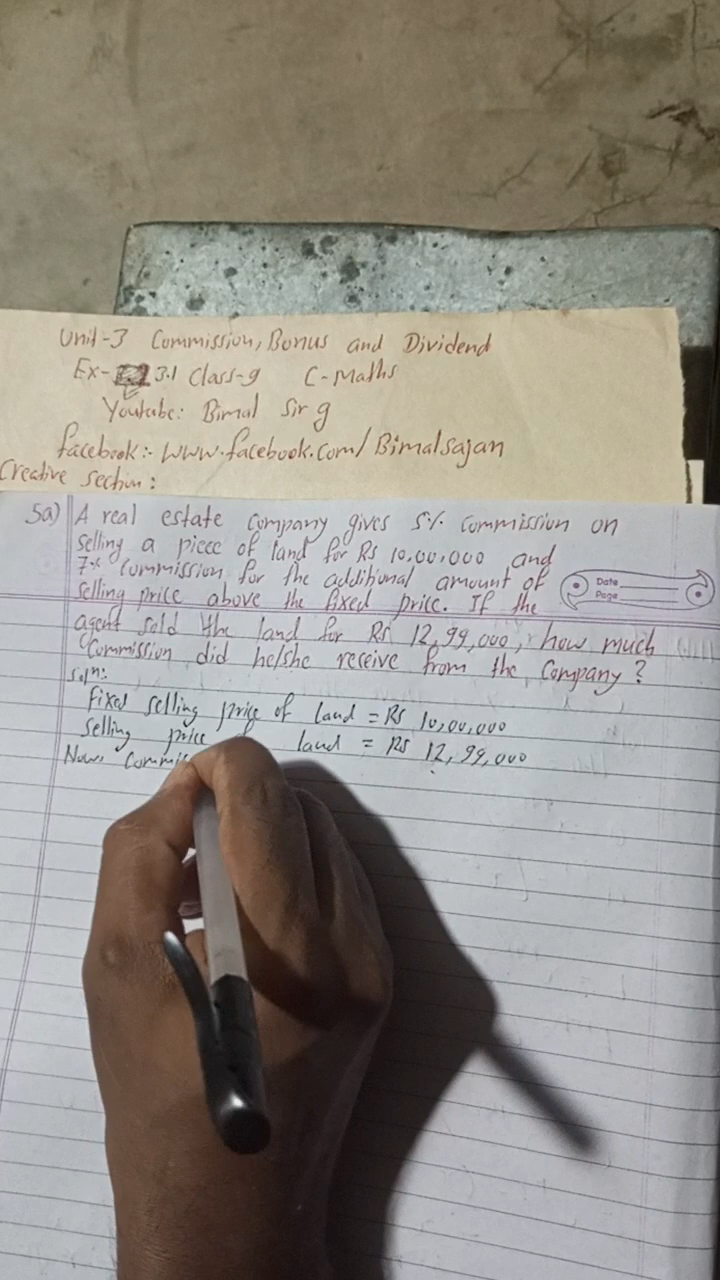 Unit-3 Commission, Bonus and Dividend
Ex- 3.1 Class-9 C-Maths
Youtube: Bimal Sir g
facebook:- www.facebook.com/Bimalsajan
Creative Section:
5a) A real estate company gives 5% commission on
selling a piece of land for Rs 10,00,000 and
7% commission for the additional amount of
selling price above the fixed price. If the
agent sold the land for Rs 12,99,000, how much
commission did he/she receive from the company?
Soln:
Fixed selling price of land = Rs 10,00,000
Selling price land = Rs 12,99,000
Now, Commis
Date
Page